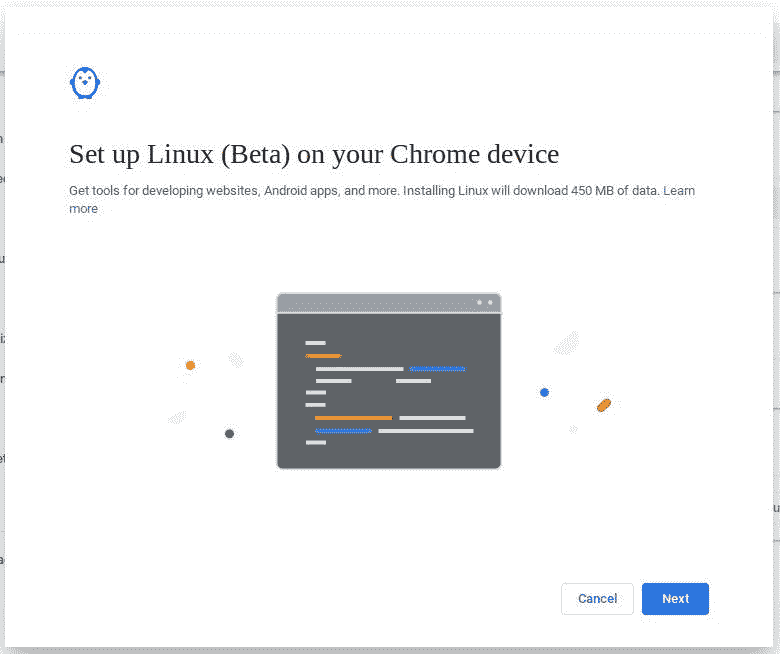 Set up Linux (Beta) on your Chrome device
Get tools for developing websites, Android apps, and more. Installing Linux will download 450 MB of data. Learn
more
Cancel
Next